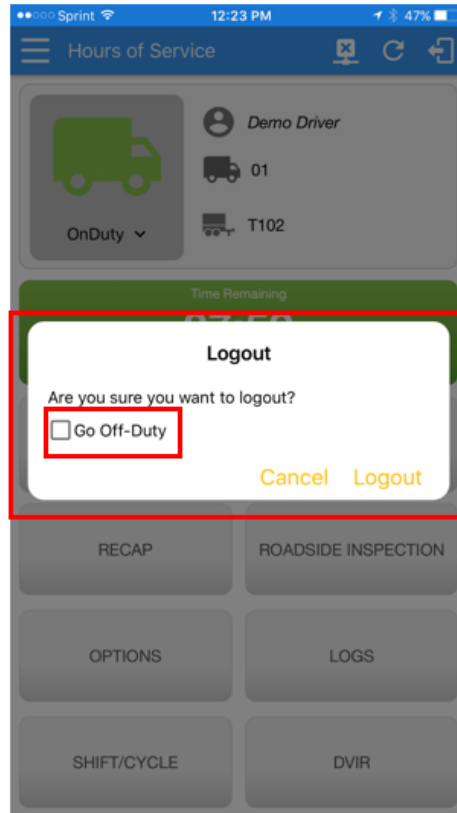 Sprint 12:23 PM 47%
Hours of Service
Demo Driver
01
T102
OnDuty
Time Remaining
Logout
Are you sure you want to logout?
Go Off-Duty
Cancel Logout
RECAP ROADSIDE INSPECTION
OPTIONS LOGS
SHIFT/CYCLE DVIR